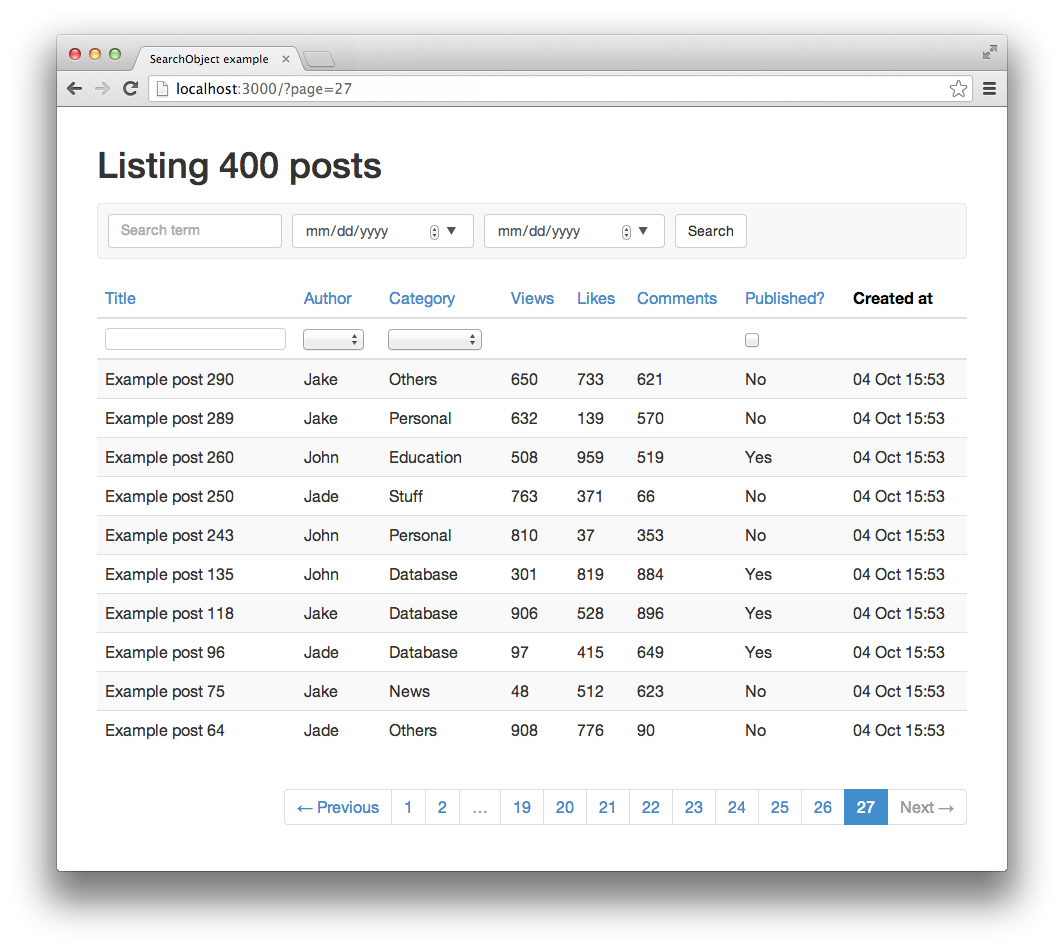 SearchObject example
localhost:3000/?page=27
Listing 400 posts
Search term mm/dd/yyyy mm/dd/yyyy Search
Title Author Category Views Likes Comments Published? Created at
Example post 290 Jake Others 650 733 621 No 04 Oct 15:53
Example post 289 Jake Personal 632 139 570 No 04 Oct 15:53
Example post 260 John Education 508 959 519 Yes 04 Oct 15:53
Example post 250 Jade Stuff 763 371 66 No 04 Oct 15:53
Example post 243 John Personal 810 37 353 No 04 Oct 15:53
Example post 135 John Database 301 819 884 Yes 04 Oct 15:53
Example post 118 Jake Database 906 528 896 Yes 04 Oct 15:53
Example post 96 Jade Database 97 415 649 Yes 04 Oct 15:53
Example post 75 Jake News 48 512 623 No 04 Oct 15:53
Example post 64 Jade Others 908 776 90 No 04 Oct 15:53
← Previous 1 2 … 19 20 21 22 23 24 25 26 27 Next →